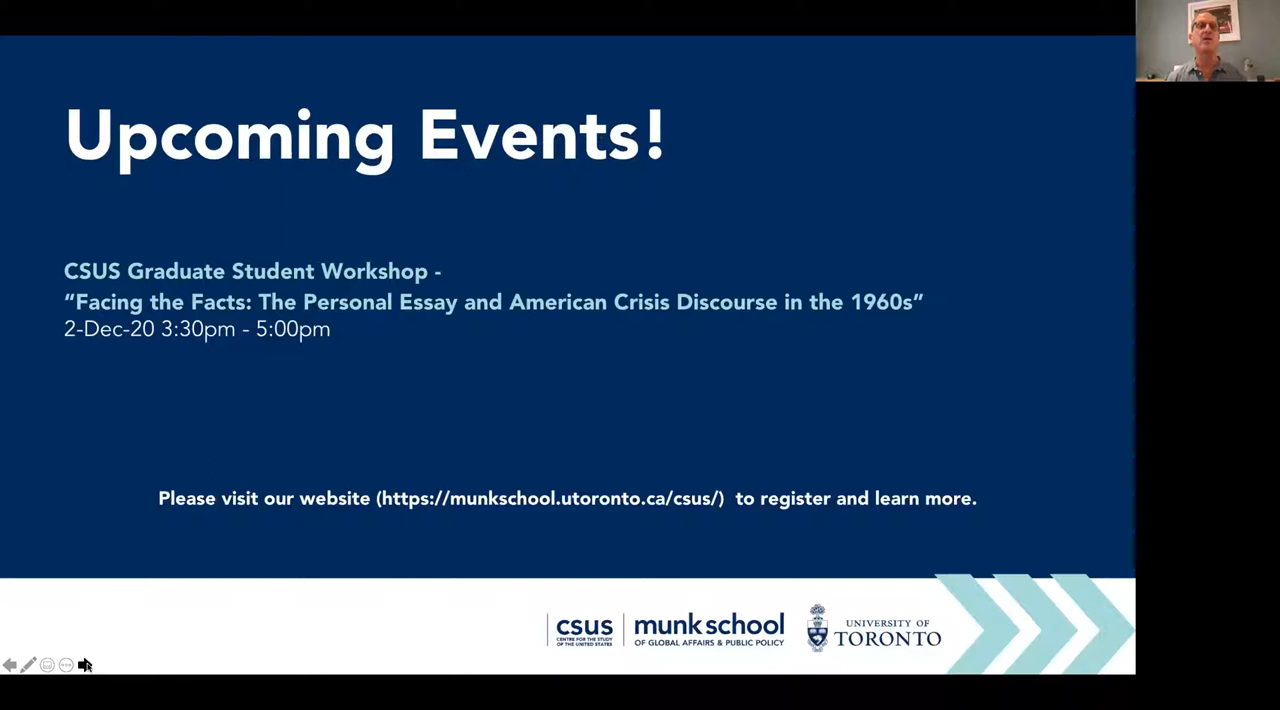 Upcoming Events!
CSUS Graduate Student Workshop -
“Facing the Facts: The Personal Essay and American Crisis Discourse in the 1960s”
2-Dec-20 3:30pm - 5:00pm
Please visit our website (https://munkschool.utoronto.ca/csus/) to register and learn more.
csus
CENTRE FOR THE STUDY
OF THE UNITED STATES
munk school
OF GLOBAL AFFAIRS & PUBLIC POLICY
UNIVERSITY OF
TORONTO